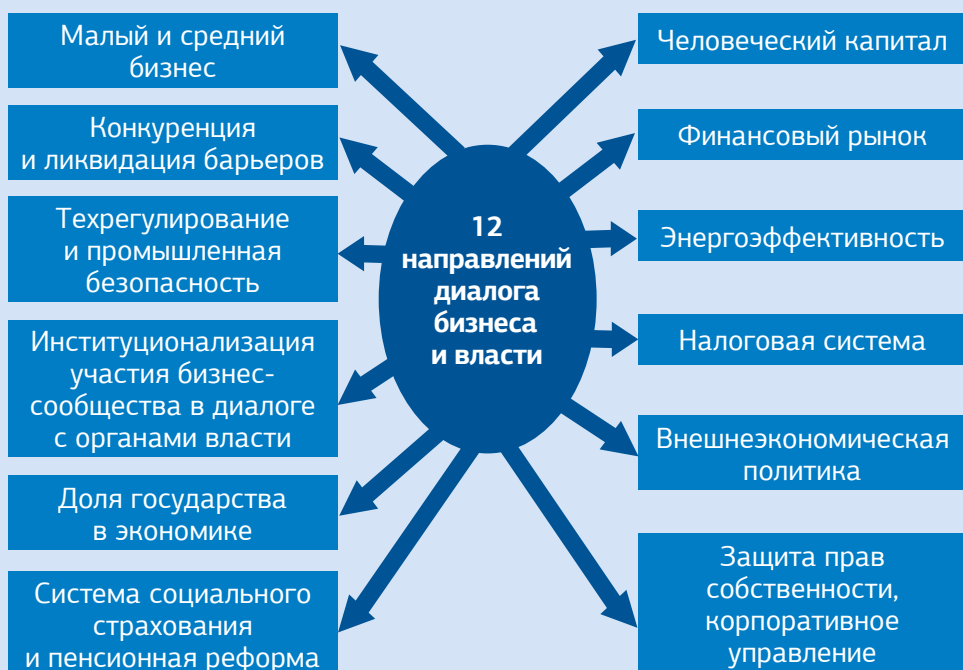 Малый и средний
бизнес
Конкуренция
и ликвидация барьеров
Техрегулирование
и промышленная
безопасность
Институционализация
участия бизнес-
сообщества в диалоге
с органами власти
Доля государства
в экономике
Система социального
страхования
и пенсионная реформа
12
направлений
диалога
бизнеса
и власти
Человеческий капитал
Финансовый рынок
Энергоэффективность
Налоговая система
Внешнеэкономическая
политика
Защита прав
собственности,
корпоративное
управление